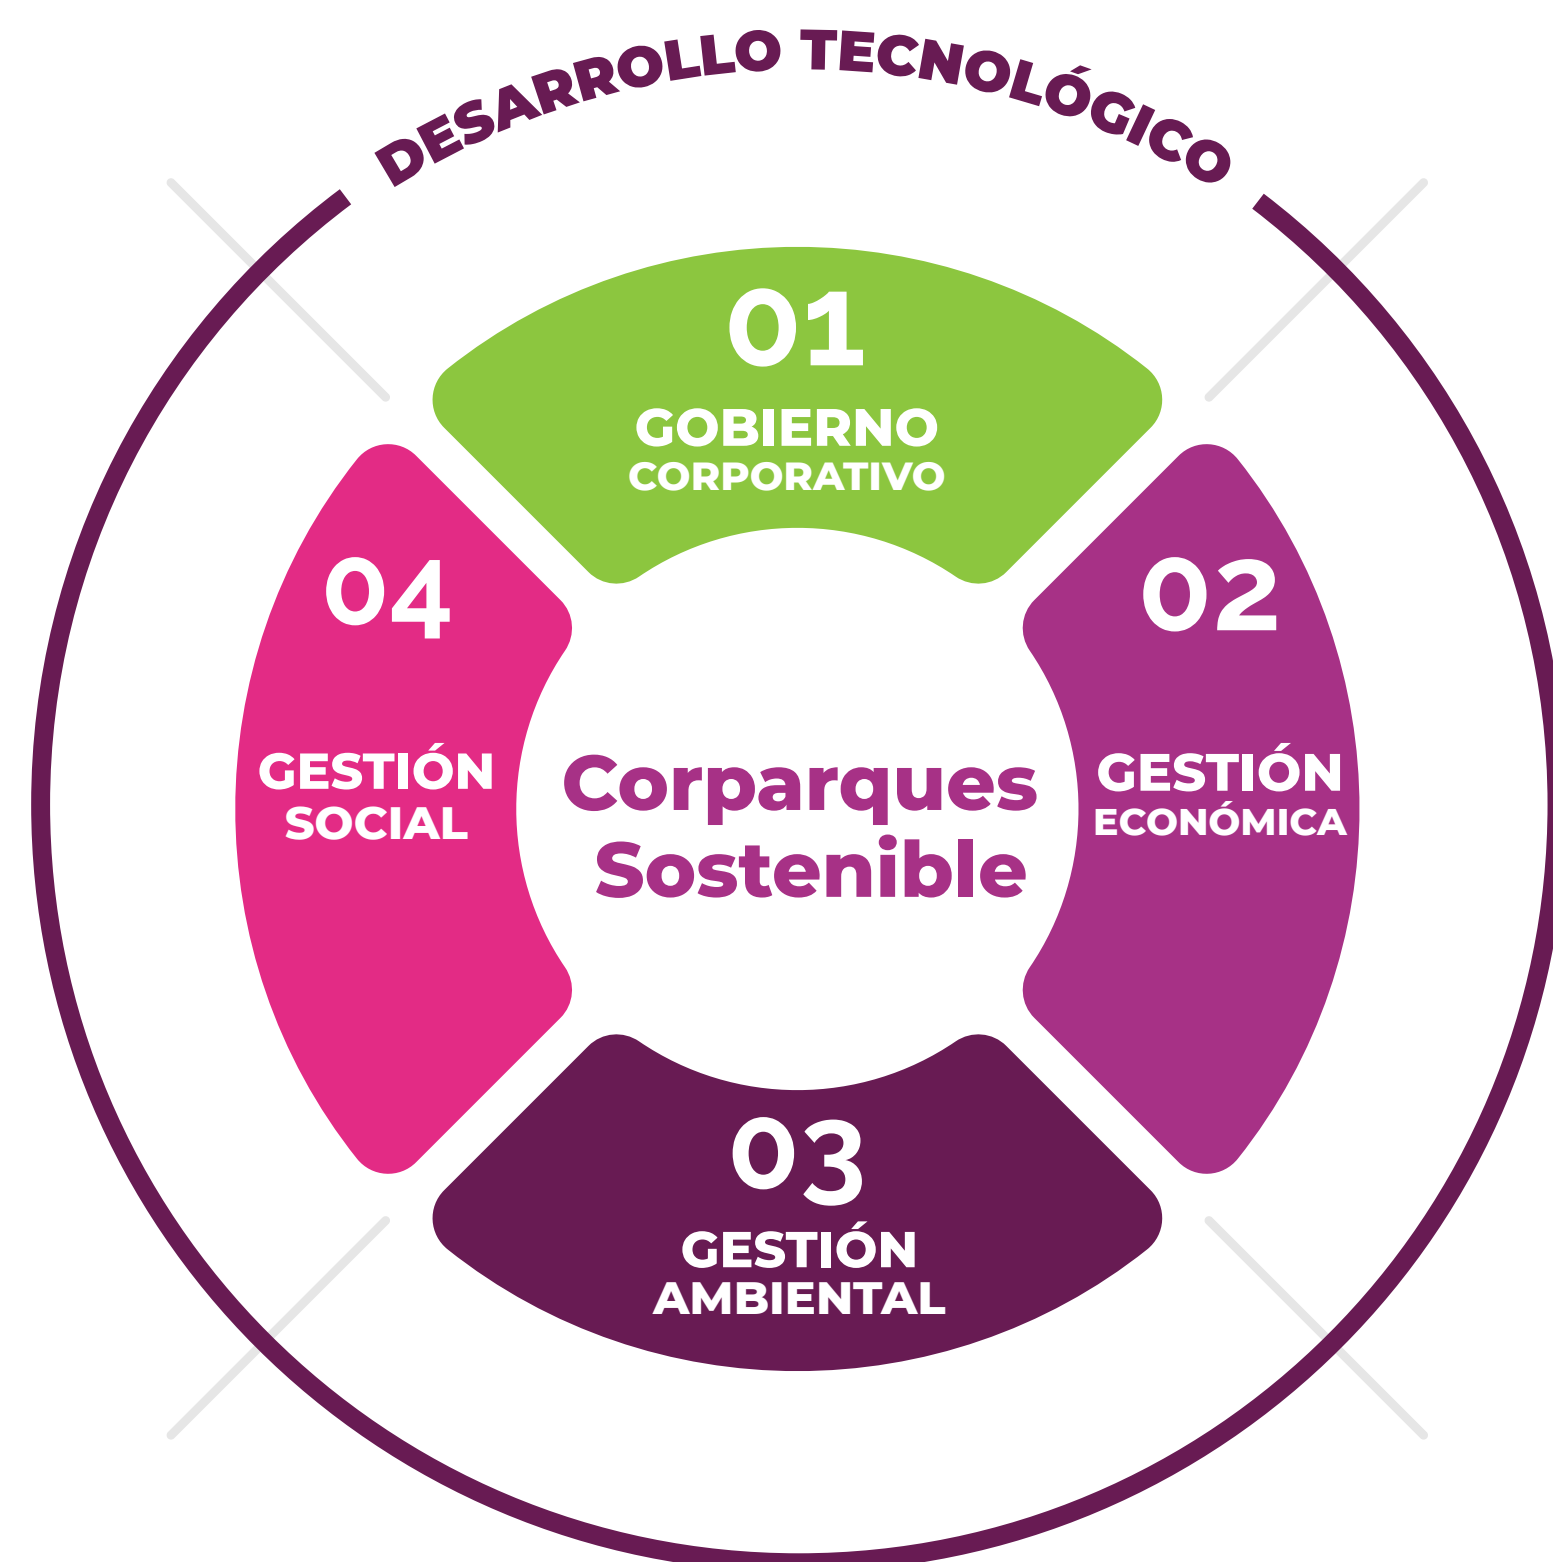 DESARROLLO TECNOLÓGICO
01
GOBIERNO
CORPORATIVO
02
GESTIÓN
ECONÓMICA
03
GESTIÓN
AMBIENTAL
04
GESTIÓN
SOCIAL
Corparques
Sostenible